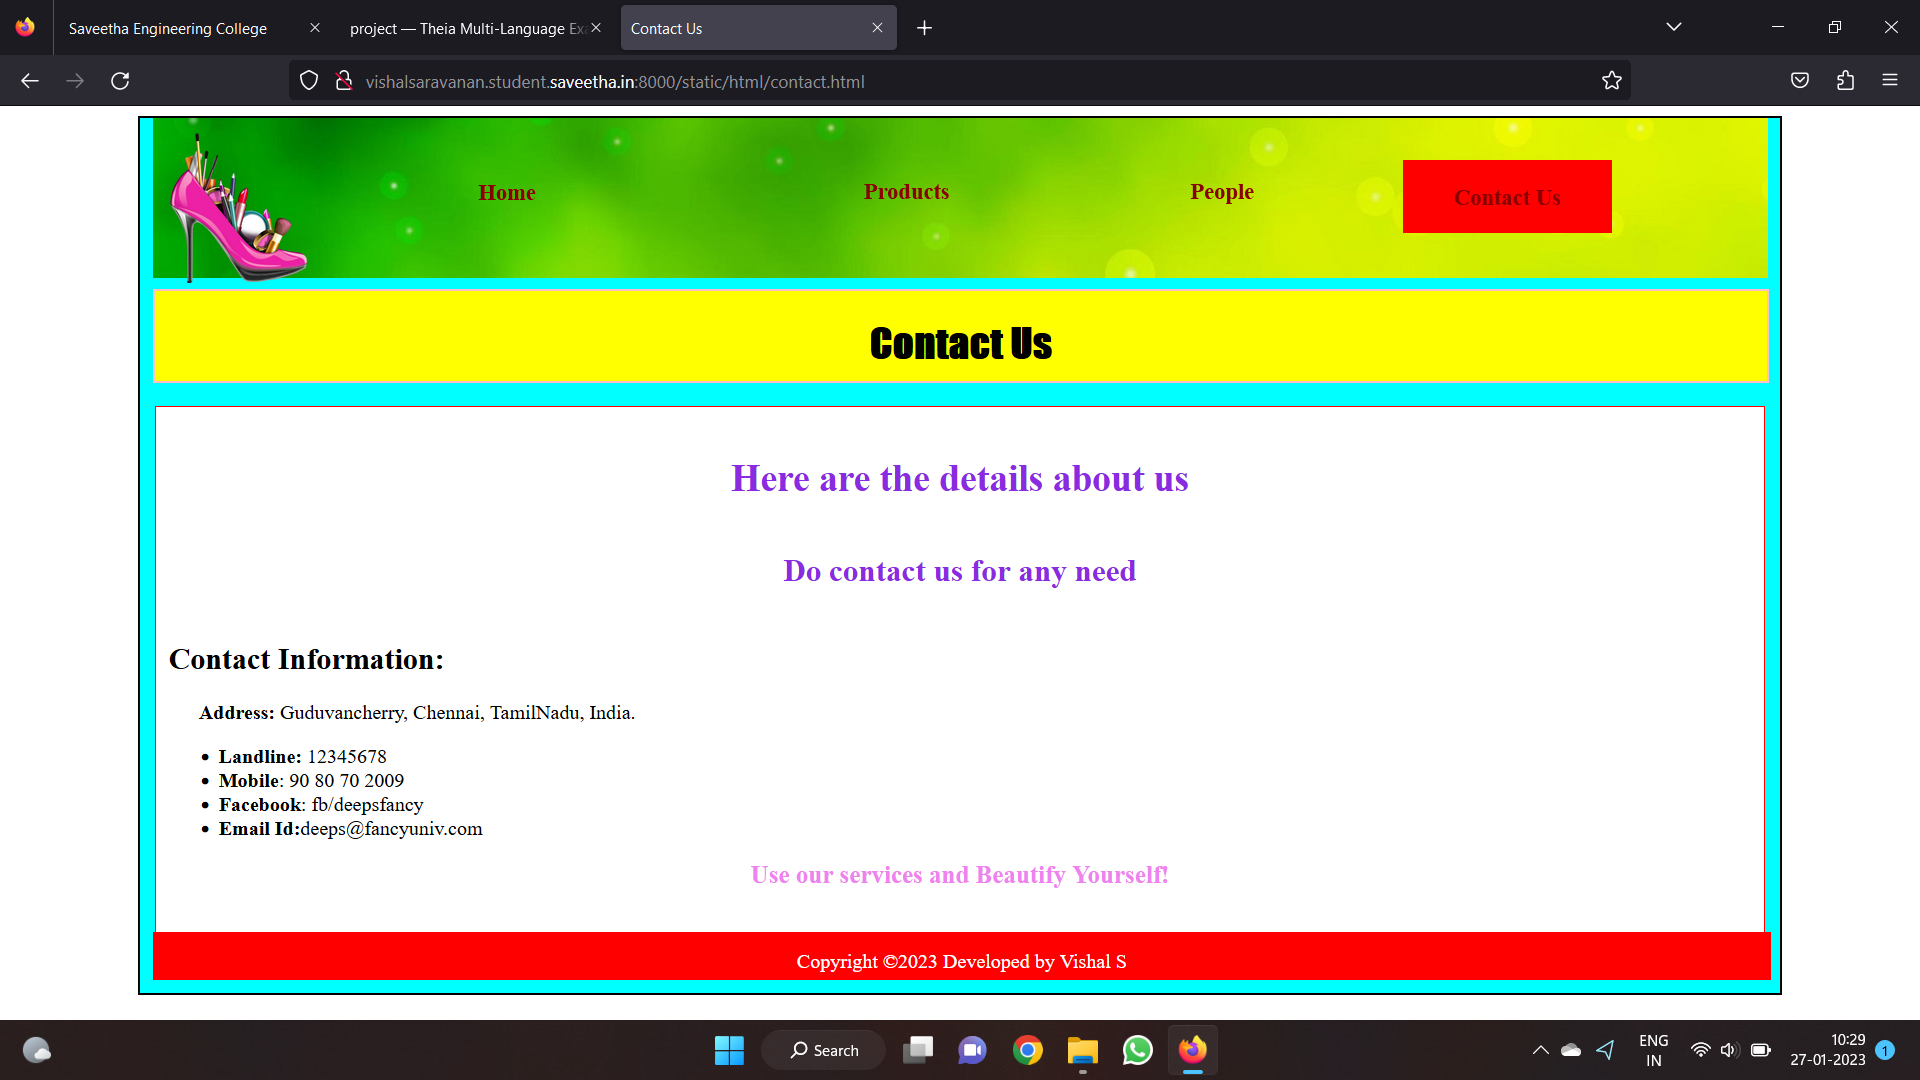 Saveetha Engineering College
project — Theia Multi-Language Ex
Contact Us
vishalsaravanan.student.saveetha.in:8000/static/html/contact.html
Home
Products
People
Contact Us
Contact Us
Here are the details about us
Do contact us for any need
Contact Information:
Address: Guduvancherry, Chennai, TamilNadu, India.
• Landline: 12345678
• Mobile: 90 80 70 2009
• Facebook: fb/deepsfancy
• Email Id:deeps@fancyuniv.com
Use our services and Beautify Yourself!
Copyright ©2023 Developed by Vishal S
Search
ENG
IN
10:29
27-01-2023
1